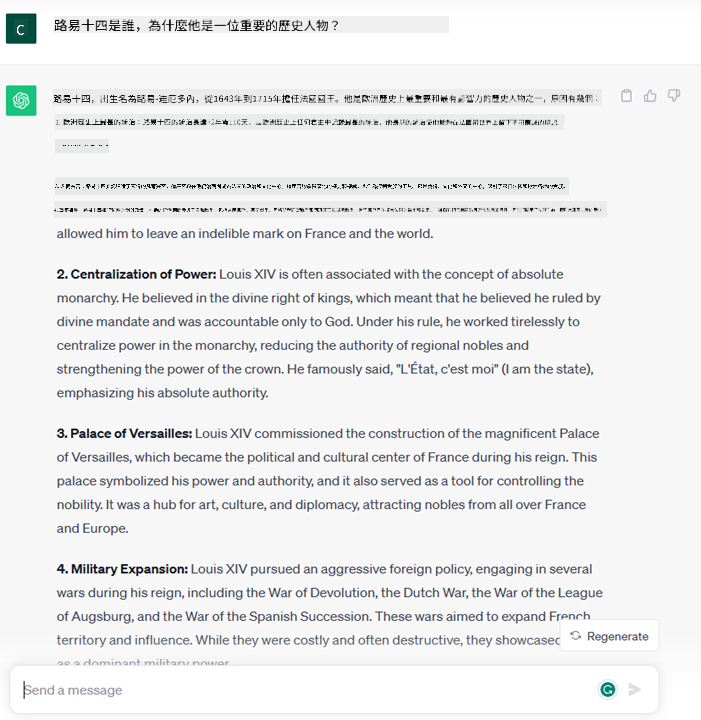 C
路易十四是誰，為什麼他是一位重要的歷史人物？
路易十四，出生名為路易·迪厄多內，從1643年到1715年擔任法國國王。他是歐洲歷史上最重要和最有影響力的歷史人物之一，原因有幾個：
allowed him to leave an indelible mark on France and the world.
2. Centralization of Power: Louis XIV is often associated with the concept of absolute
monarchy. He believed in the divine right of kings, which meant that he believed he ruled by
divine mandate and was accountable only to God. Under his rule, he worked tirelessly to
centralize power in the monarchy, reducing the authority of regional nobles and
strengthening the power of the crown. He famously said, "L'État, c'est moi" (I am the state),
emphasizing his absolute authority.
3. Palace of Versailles: Louis XIV commissioned the construction of the magnificent Palace
of Versailles, which became the political and cultural center of France during his reign. This
palace symbolized his power and authority, and it also served as a tool for controlling the
nobility. It was a hub for art, culture, and diplomacy, attracting nobles from all over France
and Europe.
4. Military Expansion: Louis XIV pursued an aggressive foreign policy, engaging in several
wars during his reign, including the War of Devolution, the Dutch War, the War of the League
of Augsburg, and the War of the Spanish Succession. These wars aimed to expand French
territory and influence. While they were costly and often destructive, they showcased
as a dominant military power.
Regenerate
Send a message